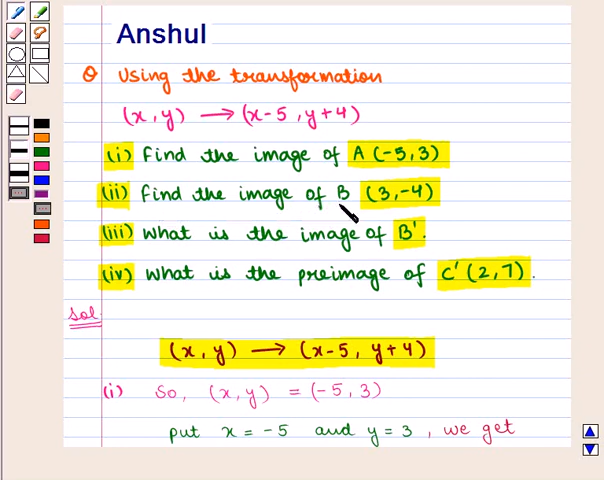 Anshul
Q Using the transformation
(x, y) → (x-5, y+4)
(i) Find the image of A (-5, 3)
(ii) Find the image of B (3, -4)
(iii) What is the image of B'.
(iv) What is the preimage of C' (2, 7).
Sol.
(x, y) → (x-5, y+4)
(i) So, (x, y) = (-5, 3)
put x = -5 and y = 3, we get